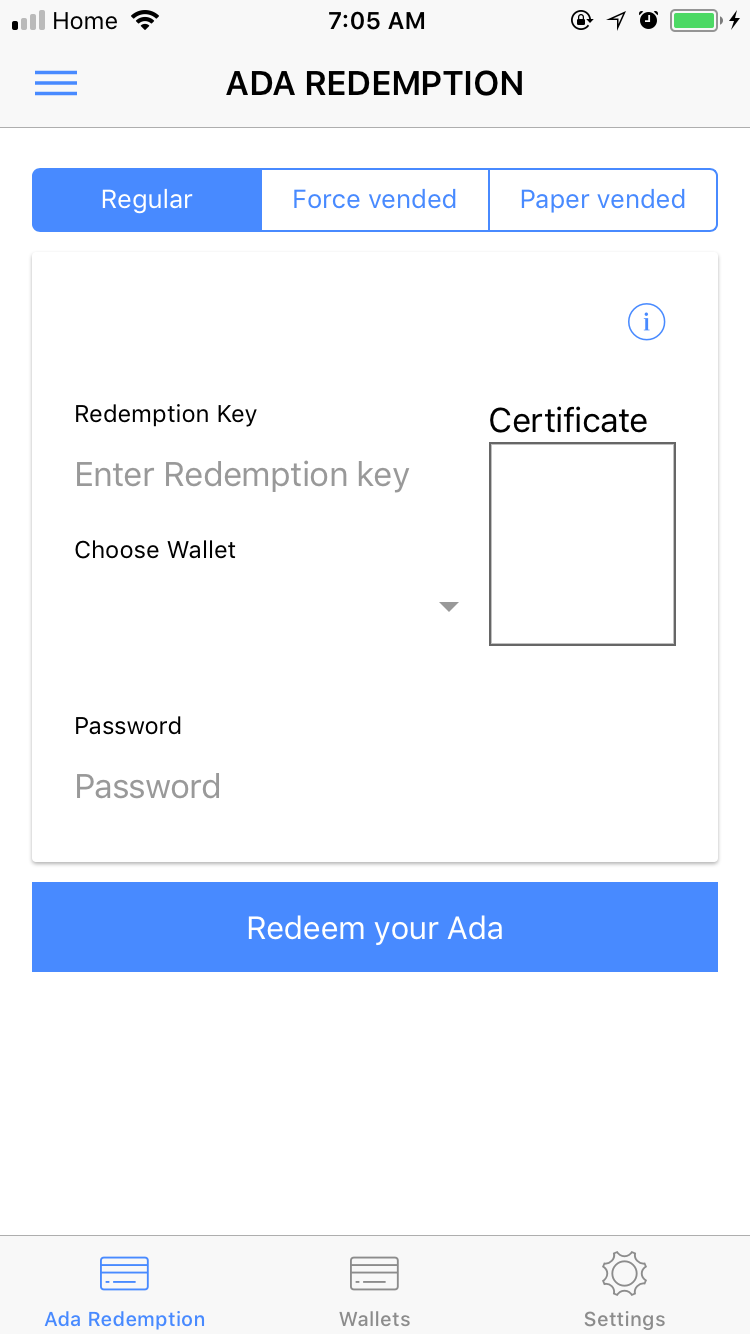 Home 7:05 AM
ADA REDEMPTION
Regular Force vended Paper vended
i
Redemption Key
Certificate
Enter Redemption key
Choose Wallet
Password
Password
Redeem your Ada
Ada Redemption Wallets Settings